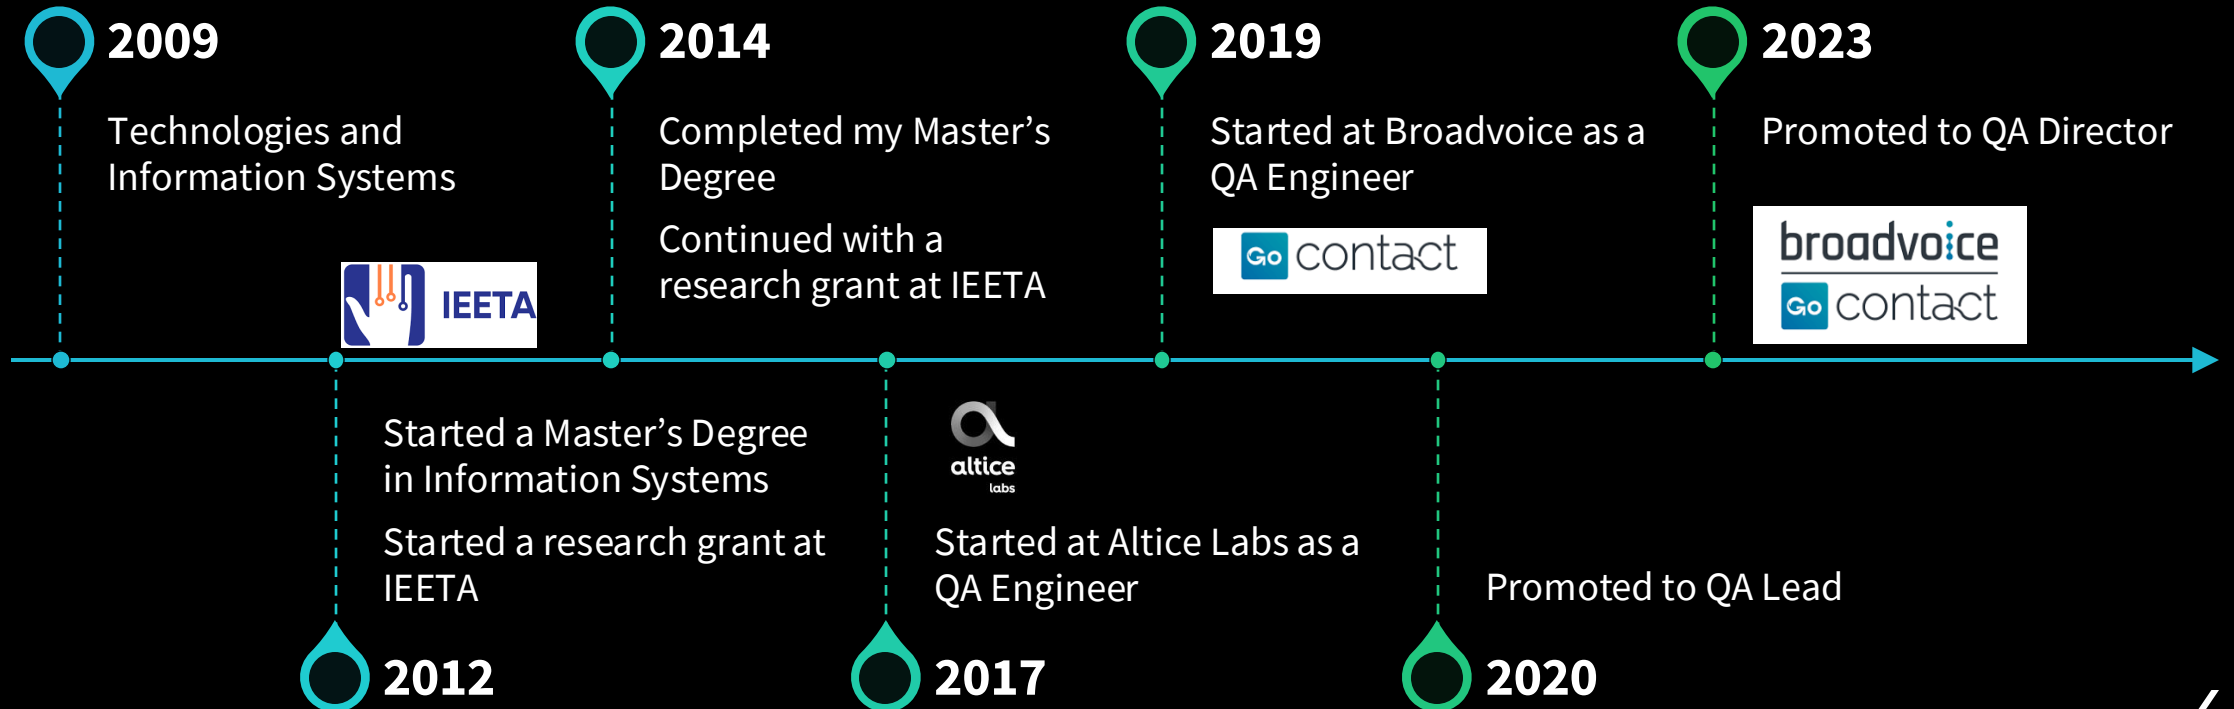 2009
Technologies and
Information Systems
IEETA
2012
Started a Master’s Degree
in Information Systems
Started a research grant at
IEETA
2014
Completed my Master’s
Degree
Continued with a
research grant at IEETA
2017
altice
labs
Started at Altice Labs as a
QA Engineer
2019
Started at Broadvoice as a
QA Engineer
Go contact
2020
Promoted to QA Lead
2023
Promoted to QA Director
broadvoice
Go contact